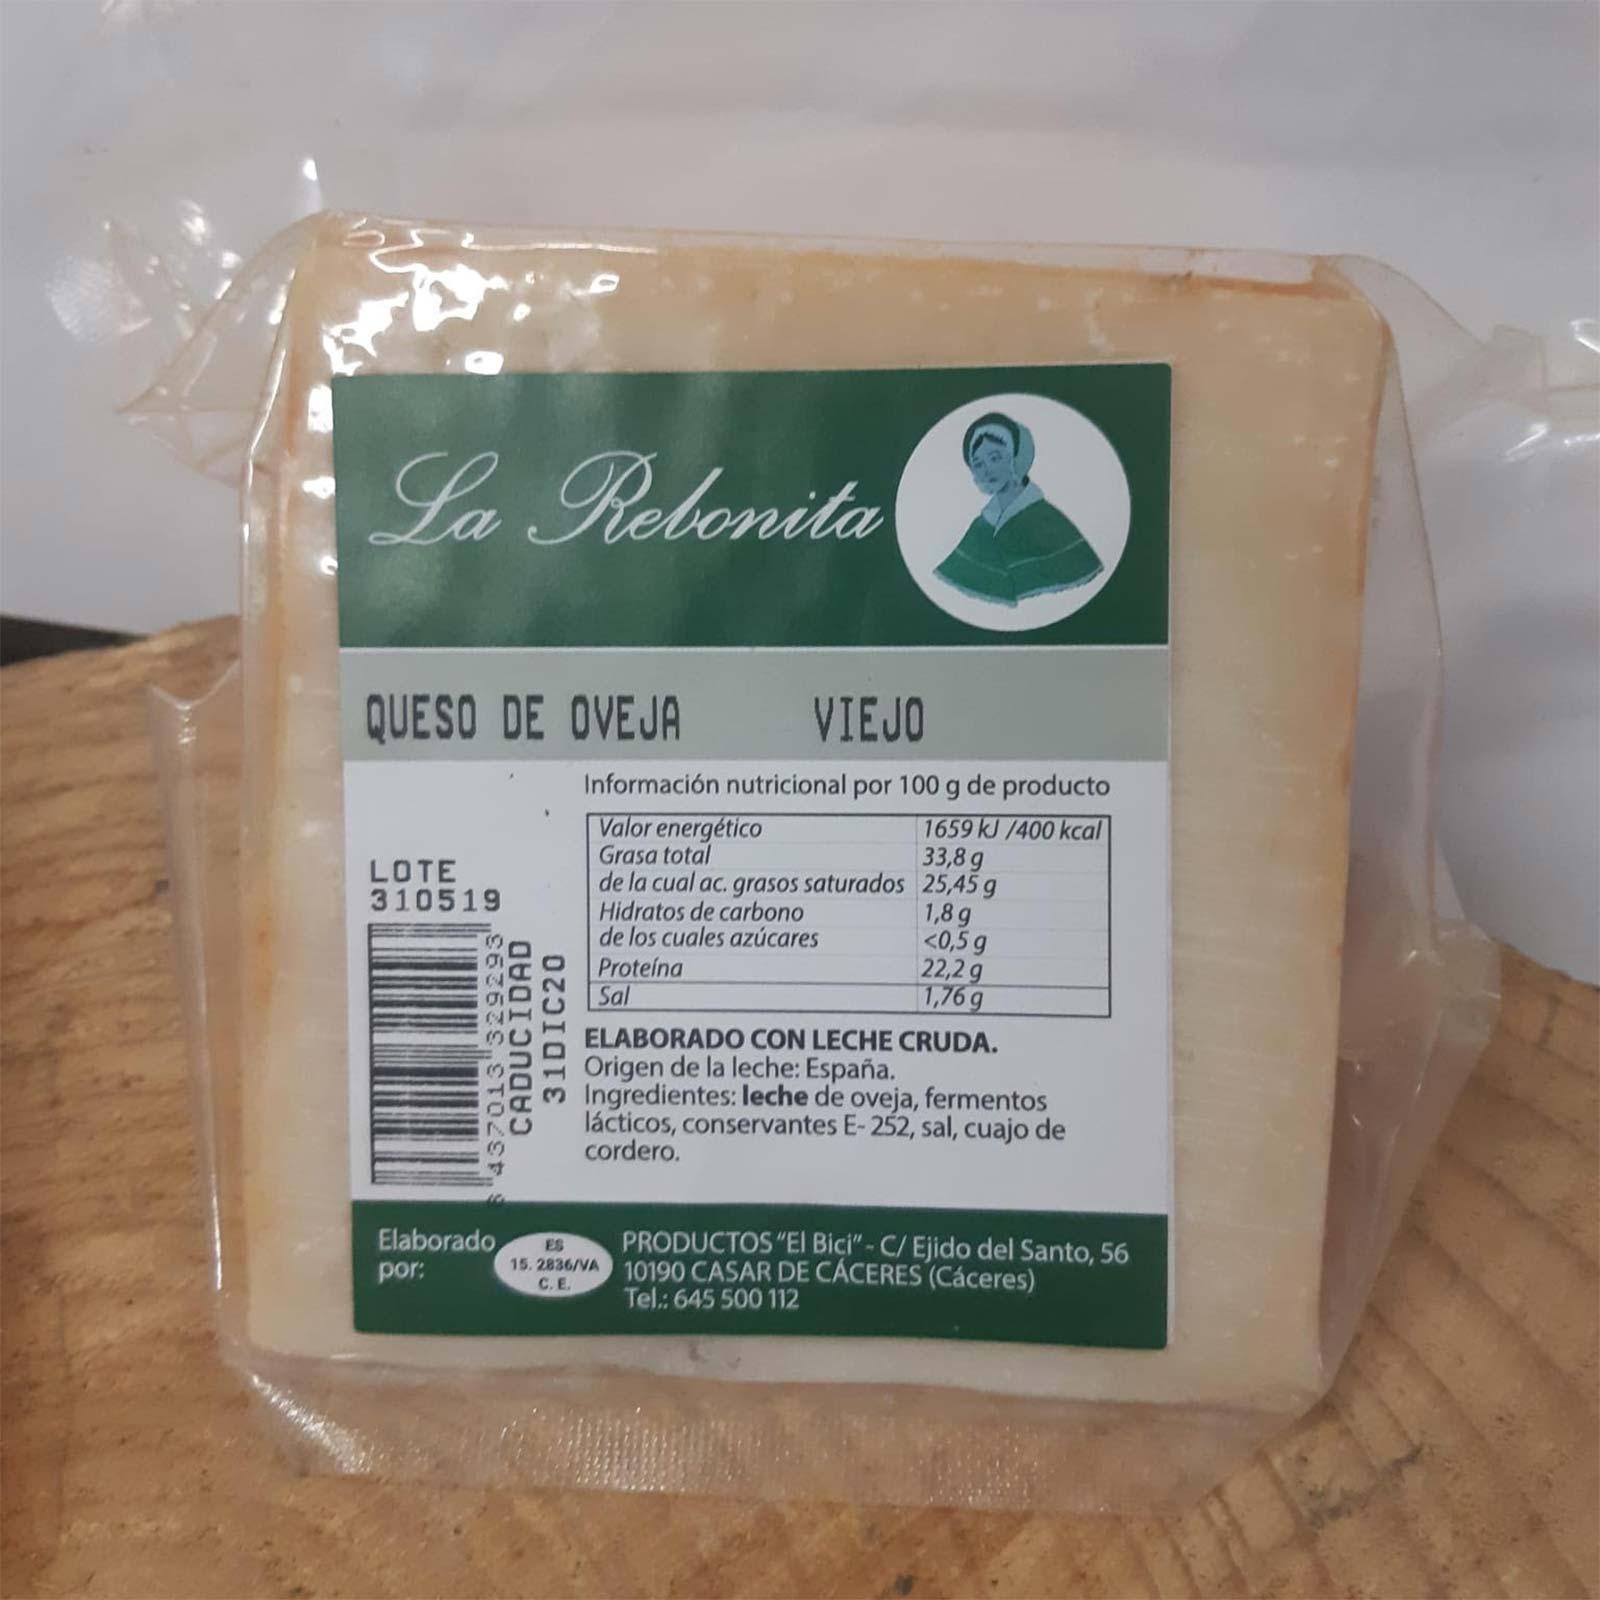 La Rebonita
QUESO DE OVEJA VIEJO
Información nutricional por 100 g de producto
Valor energético 1659 kJ /400 kcal
Grasa total 33,8 g
de la cual ac. grasos saturados 25,45 g
Hidratos de carbono 1,8 g
de los cuales azúcares <0,5 g
Proteína 22,2 g
Sal 1,76 g
LOTE
310519
CADUCIDAD
31DIC20
ELABORADO CON LECHE CRUDA.
Origen de la leche: España.
Ingredientes: leche de oveja, fermentos
lácticos, conservantes E- 252, sal, cuajo de
cordero.
Elaborado
por:
ES
15. 2836/VA
C. E.
PRODUCTOS "El Bici" - C/ Ejido del Santo, 56
10190 CASAR DE CÁCERES (Cáceres)
Tel.: 645 500 112